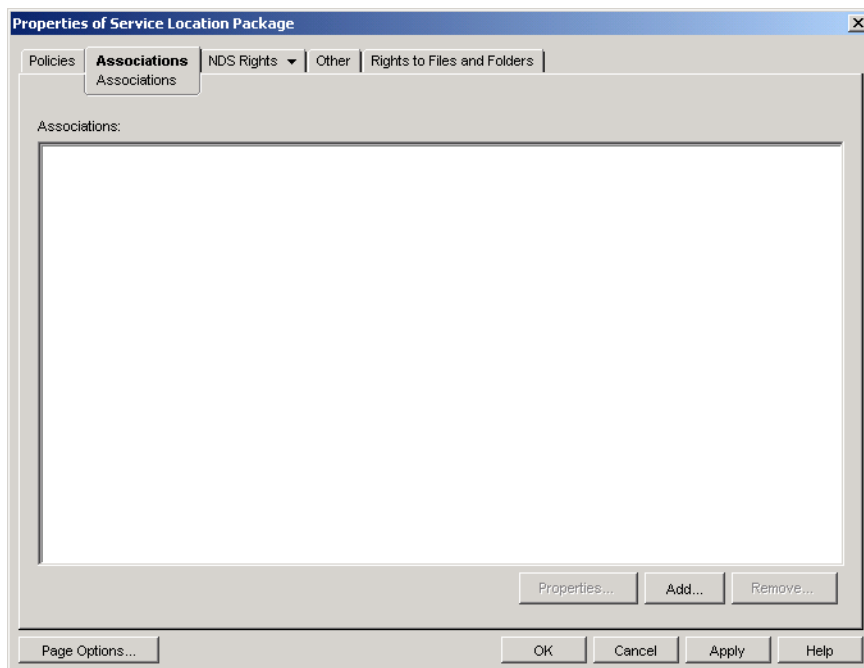 Properties of Service Location Package
Policies Associations NDS Rights Other Rights to Files and Folders
Associations
Associations:
Properties... Add... Remove...
Page Options... OK Cancel Apply Help